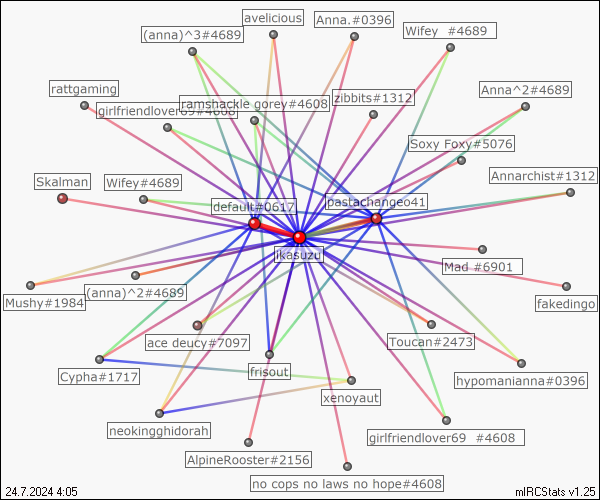 avelicious
Anna.#0396
(anna)^3#4689
Wifey  #4689
rattgaming
Anna^2#4689
zibbits#1312
ramshackle gorey#4608
girlfriendlover69#4608
Soxy Foxy#5076
Skalman
Wifey#4689
Annarchist#1312
default#0617
pastachangeo41
jikasuzu
Mad #6901
(anna)^2#4689
Mushy#1984
fakedingo
ace deucy#7097
Toucan#2473
Cypha#1717
frisout
hypomanianna#0396
xenoyaut
neokingghidorah
girlfriendlover69  #4608
AlpineRooster#2156
no cops no laws no hope#4608
24.7.2024 4:05
mIRCStats v1.25